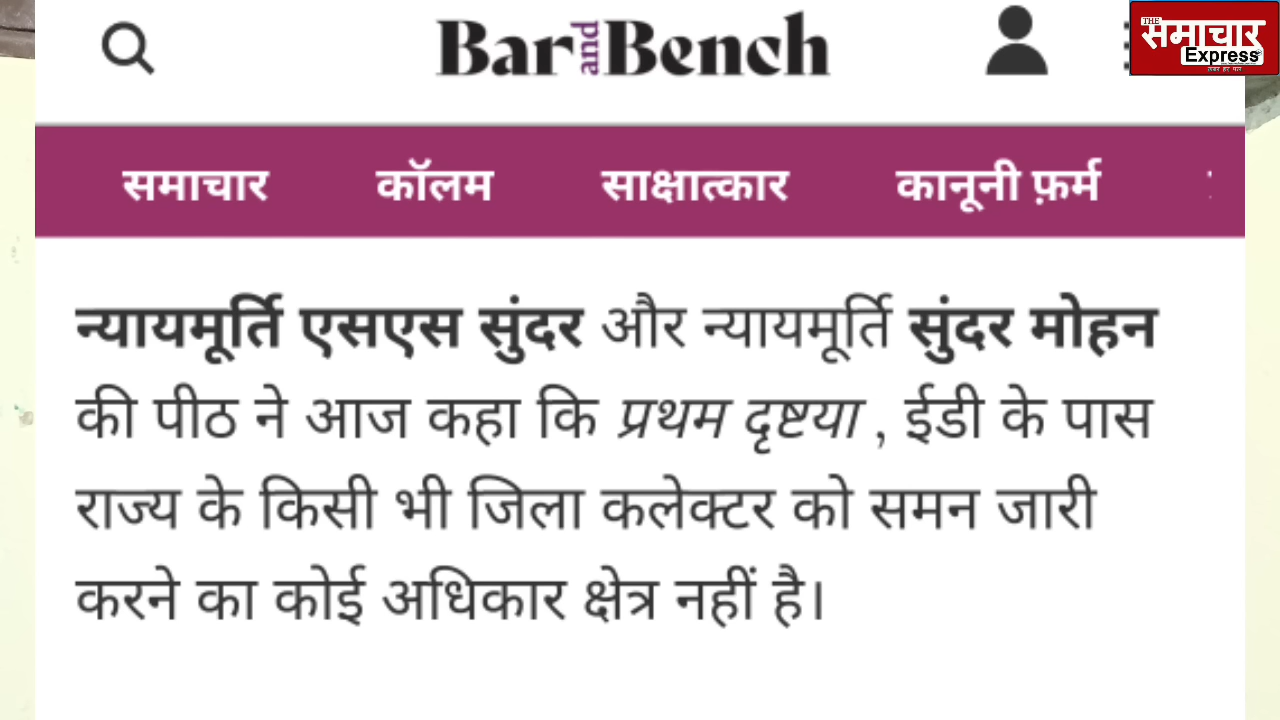 Bar and Bench
THE
समाचार
Express
समाचार कॉलम साक्षात्कार कानूनी फ़र्म
न्यायमूर्ति एसएस सुंदर और न्यायमूर्ति सुंदर मोहन
की पीठ ने आज कहा कि प्रथम दृष्टया , ईडी के पास
राज्य के किसी भी जिला कलेक्टर को समन जारी
करने का कोई अधिकार क्षेत्र नहीं है।